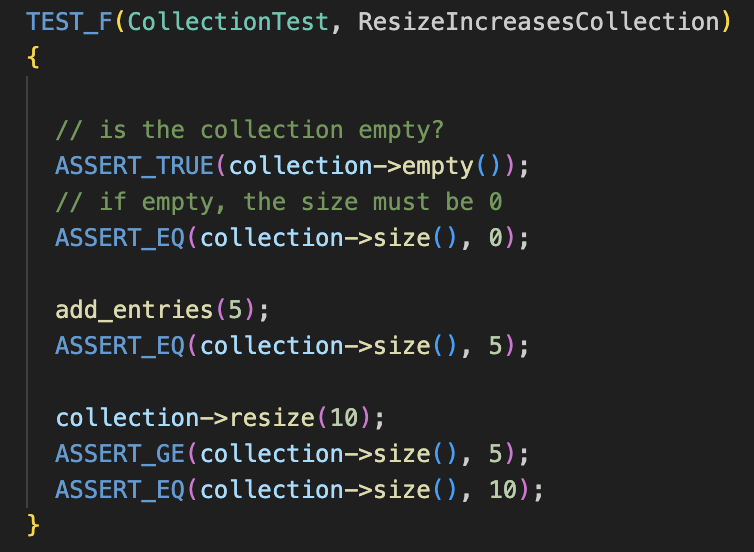 TEST_F(CollectionTest, ResizeIncreasesCollection)
{
// is the collection empty?
ASSERT_TRUE(collection->empty());
// if empty, the size must be 0
ASSERT_EQ(collection->size(), 0);
add_entries(5);
ASSERT_EQ(collection->size(), 5);
collection->resize(10);
ASSERT_GE(collection->size(), 5);
ASSERT_EQ(collection->size(), 10);
}